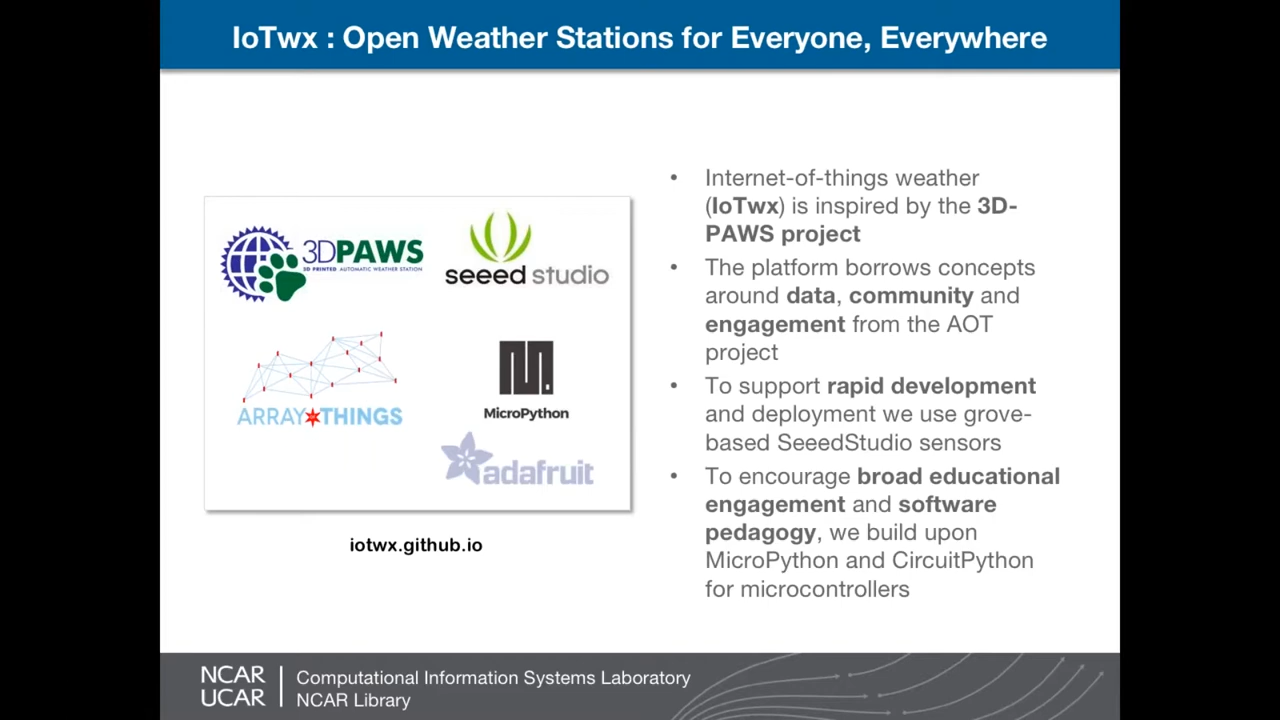 IoTwx : Open Weather Stations for Everyone, Everywhere
3DPAWS
3D PRINTED AUTOMATIC WEATHER STATION
seeed studio
ARRAY THINGS
MicroPython
adafruit
iotwx.github.io
• Internet-of-things weather
(IoTwx) is inspired by the 3D-
PAWS project
• The platform borrows concepts
around data, community and
engagement from the AOT
project
• To support rapid development
and deployment we use grove-
based SeeedStudio sensors
• To encourage broad educational
engagement and software
pedagogy, we build upon
MicroPython and CircuitPython
for microcontrollers
NCAR
UCAR
Computational Information Systems Laboratory
NCAR Library